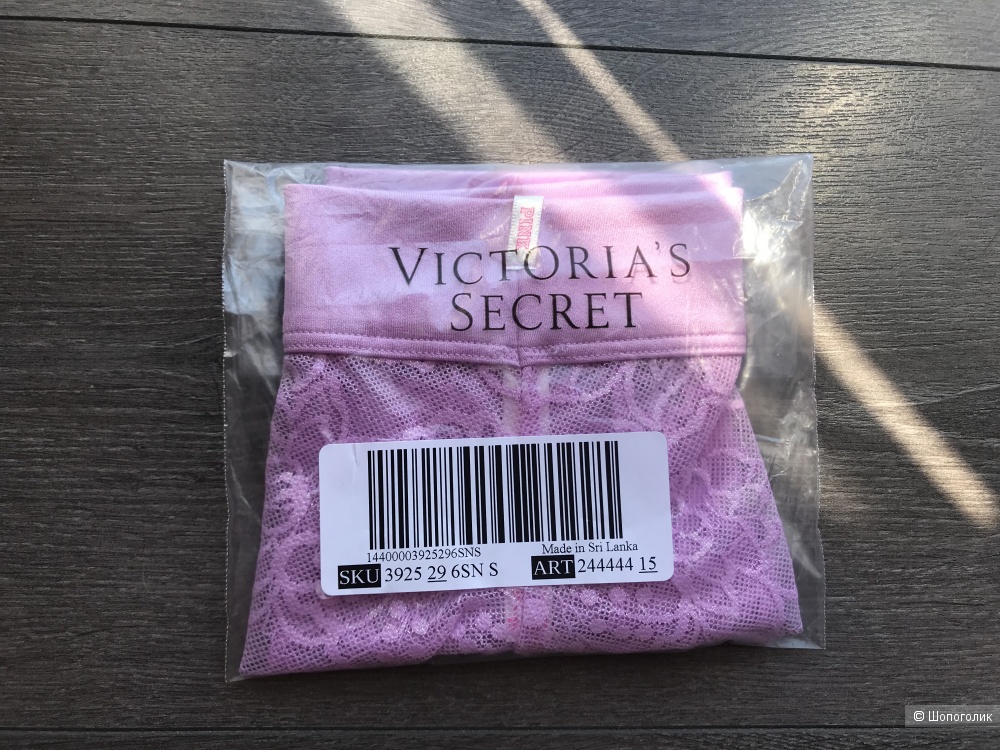 PINK
VICTORIA'S
SECRET
14400003925296SNS
Made in Sri Lanka
SKU 3925 29 6SN S
ART 244444 15
© Шопоголик